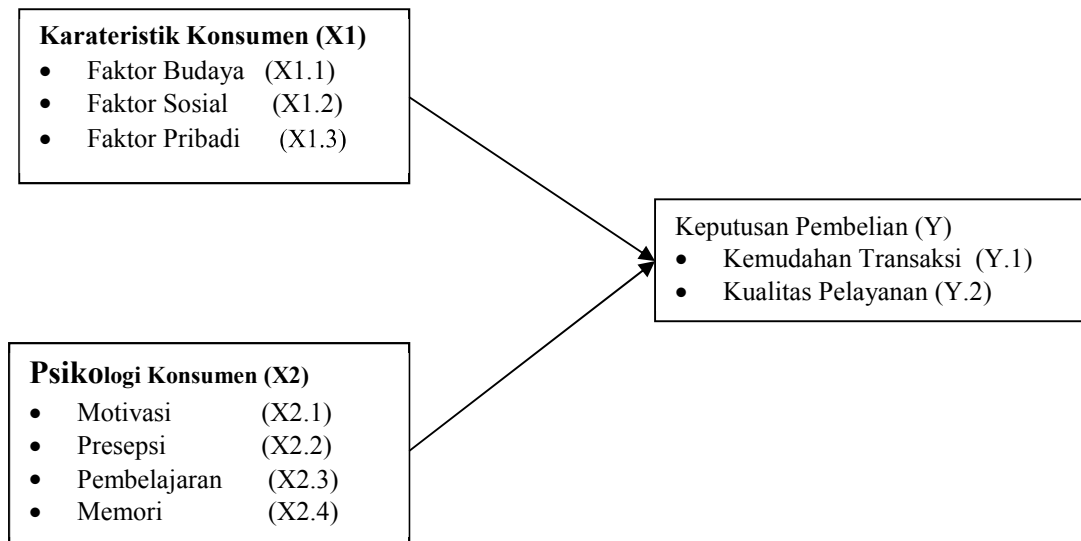 Karateristik Konsumen (X1)
• Faktor Budaya (X1.1)
• Faktor Sosial (X1.2)
• Faktor Pribadi (X1.3)
Keputusan Pembelian (Y)
• Kemudahan Transaksi (Y.1)
• Kualitas Pelayanan (Y.2)
Psikologi Konsumen (X2)
• Motivasi (X2.1)
• Presepsi (X2.2)
• Pembelajaran (X2.3)
• Memori (X2.4)